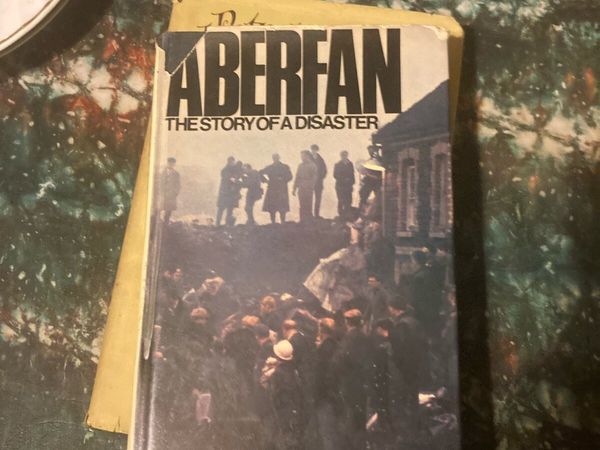 ABERFAN
THE STORY OF A DISASTER